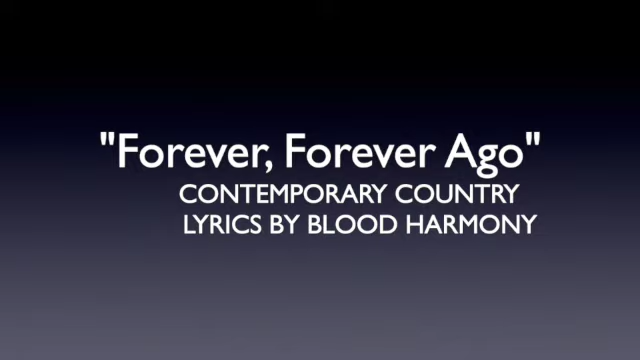 "Forever, Forever Ago"
CONTEMPORARY COUNTRY
LYRICS BY BLOOD HARMONY